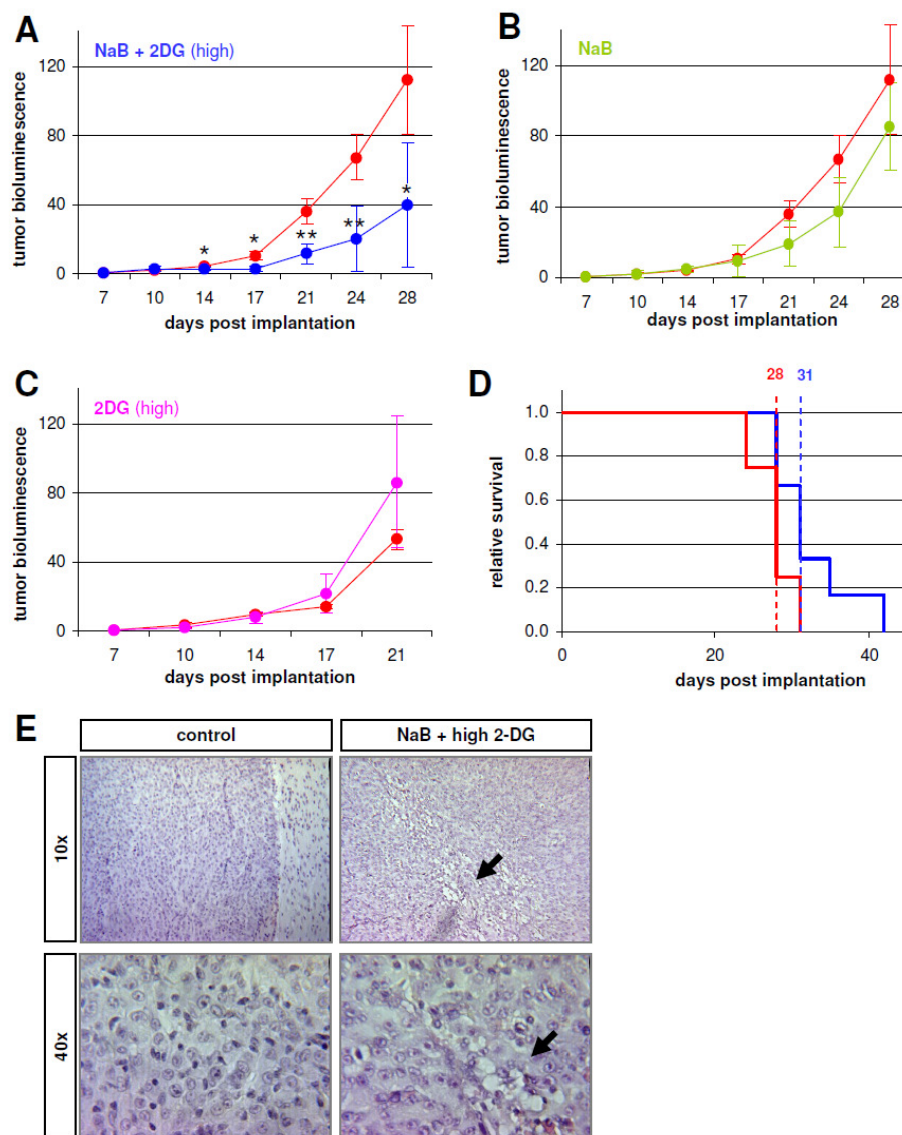 A
NaB + 2DG (high)
tumor bioluminescence
120
80
40
0
* * ** ** *
7 10 14 17 21 24 28
days post implantation
B
NaB
tumor bioluminescence
120
80
40
0
7 10 14 17 21 24 28
days post implantation
C
2DG (high)
tumor bioluminescence
120
80
40
0
7 10 14 17 21
days post implantation
D
28 31
relative survival
1.0
0.8
0.6
0.4
0.2
0.0
0 20 40
days post implantation
E
control NaB + high 2-DG
10x
40x